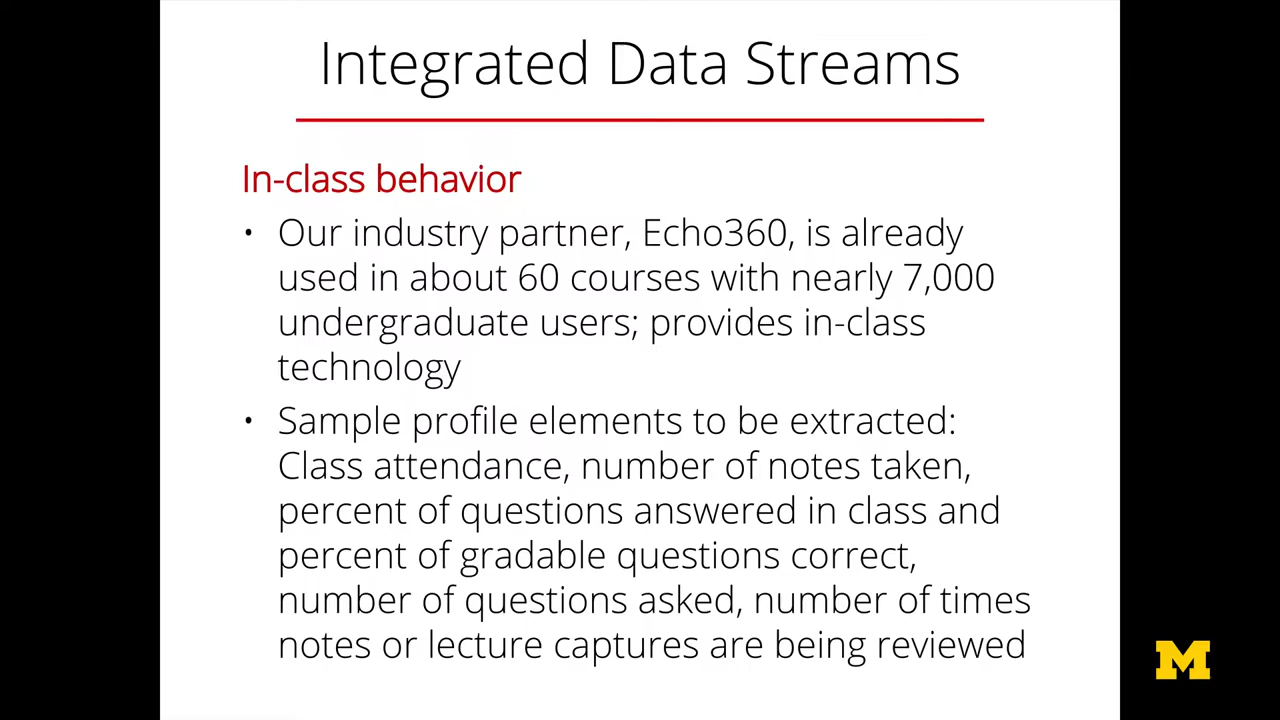 Integrated Data Streams
In-class behavior
• Our industry partner, Echo360, is already
used in about 60 courses with nearly 7,000
undergraduate users; provides in-class
technology
• Sample profile elements to be extracted:
Class attendance, number of notes taken,
percent of questions answered in class and
percent of gradable questions correct,
number of questions asked, number of times
notes or lecture captures are being reviewed
M